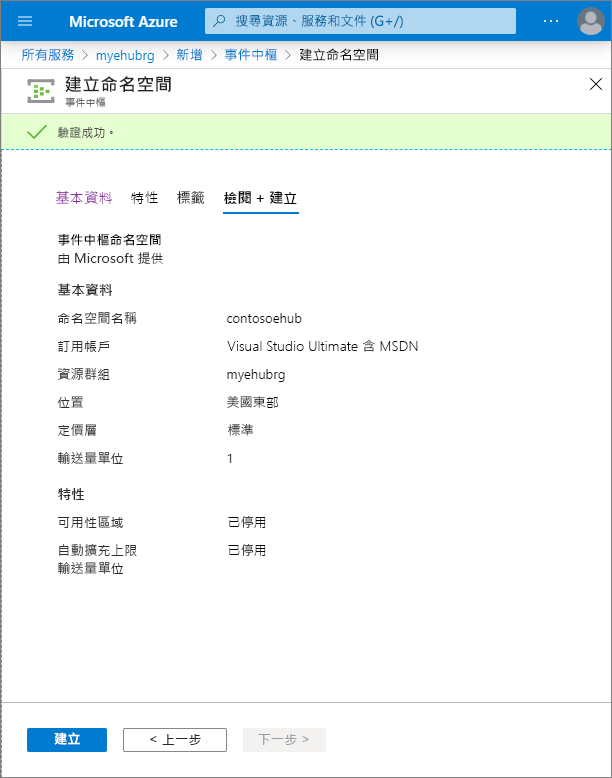 Microsoft Azure
搜尋資源、服務和文件 (G+/)
所有服務 > myehubrg > 新增 > 事件中樞 > 建立命名空間
建立命名空間
事件中樞
驗證成功。
基本資料 特性 標籤 檢閱 + 建立
事件中樞命名空間
由 Microsoft 提供
基本資料
命名空間名稱 contosoehub
訂用帳戶 Visual Studio Ultimate 含 MSDN
資源群組 myehubrg
位置 美國東部
定價層 標準
輸送量單位 1
特性
可用性區域 已停用
自動擴充上限 已停用
輸送量單位
建立 < 上一步 下一步 >